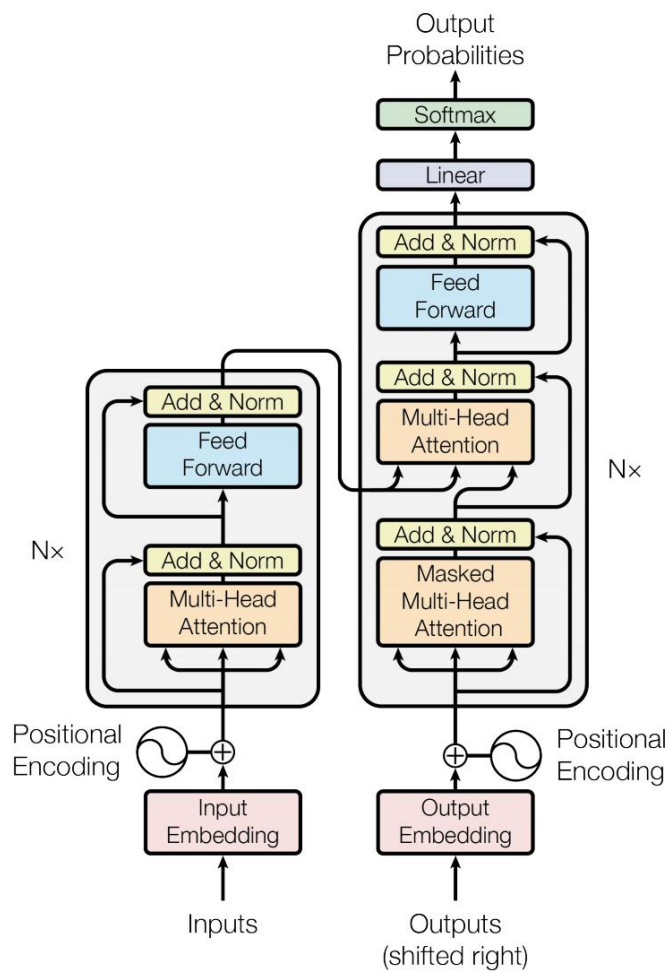 Output
Probabilities
Softmax
Linear
Add & Norm
Feed
Forward
Add & Norm
Multi-Head
Attention
Add & Norm
Masked
Multi-Head
Attention
Nx
Add & Norm
Feed
Forward
Add & Norm
Multi-Head
Attention
Nx
Positional
Encoding
Positional
Encoding
Input
Embedding
Output
Embedding
Inputs
Outputs
(shifted right)